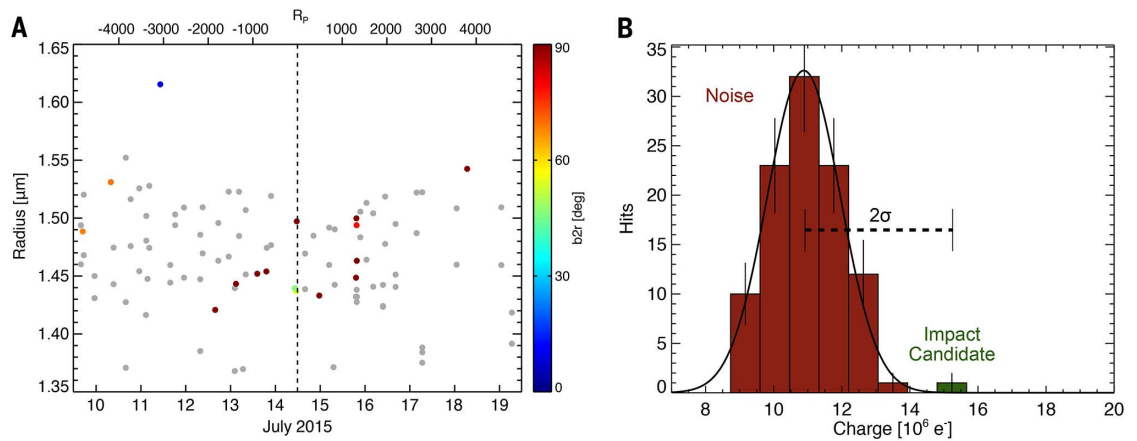 A
R_P
-4000 -3000 -2000 -1000 1000 2000 3000 4000
1.65
1.60
1.55
1.50
1.45
1.40
1.35
Radius [µm]
10 11 12 13 14 15 16 17 18 19
July 2015
90
60
30
0
b2r [deg]
B
35
30
25
20
15
10
5
0
Hits
Noise
2σ
Impact
Candidate
8 10 12 14 16 18 20
Charge [10⁶ e⁻]